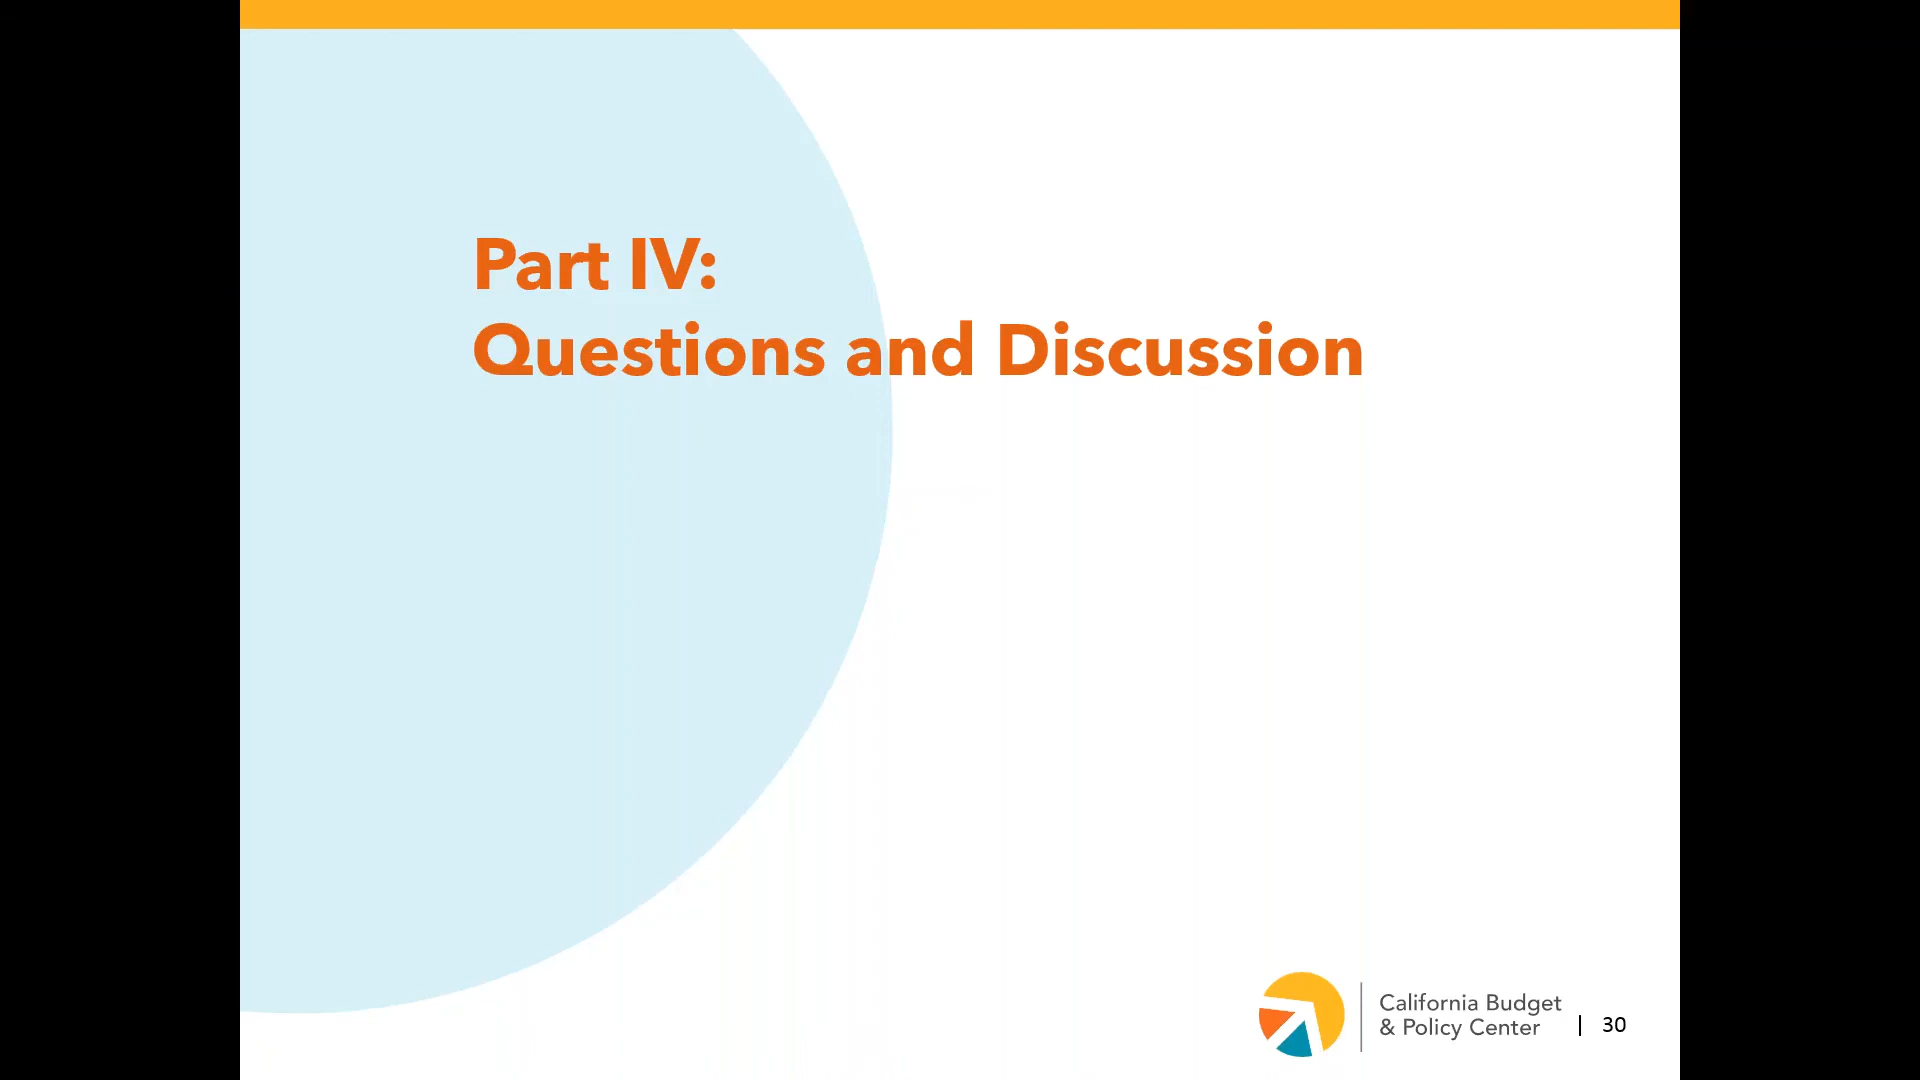 Part IV:
Questions and Discussion
California Budget
& Policy Center
| 30